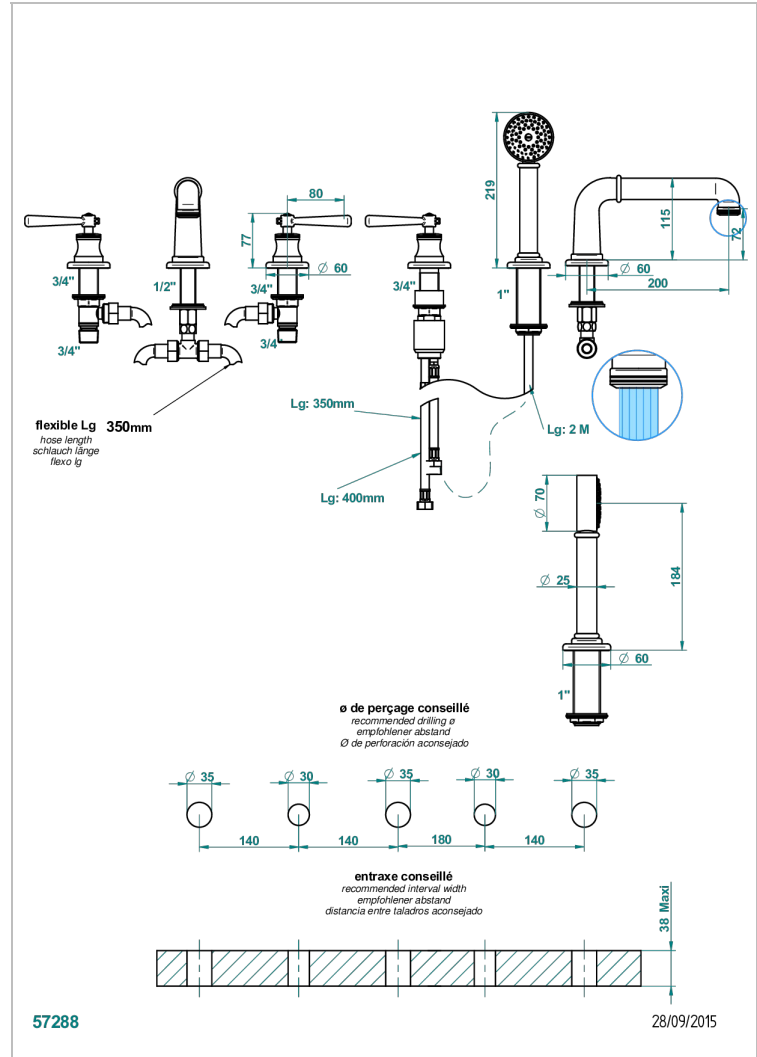 219
80
77
Ø 60
115
72
Ø 60
200
3/4"
1/2"
3/4"
3/4"
1"
3/4"
3/4
flexible Lg 350mm
hose length
schlauch länge
flexo lg
Lg: 350mm
Lg: 2 M
Lg: 400mm
Ø 70
184
Ø 25
Ø 60
1"
ø de perçage conseillé
recommended drilling ø
empfohlener abstand
Ø de perforación aconsejado
Ø 35 Ø 30 Ø 35 Ø 30 Ø 35
140 140 180 140
entraxe conseillé
recommended interval width
empfohlener abstand
distancia entre taladros aconsejado
38 Maxi
57288
28/09/2015